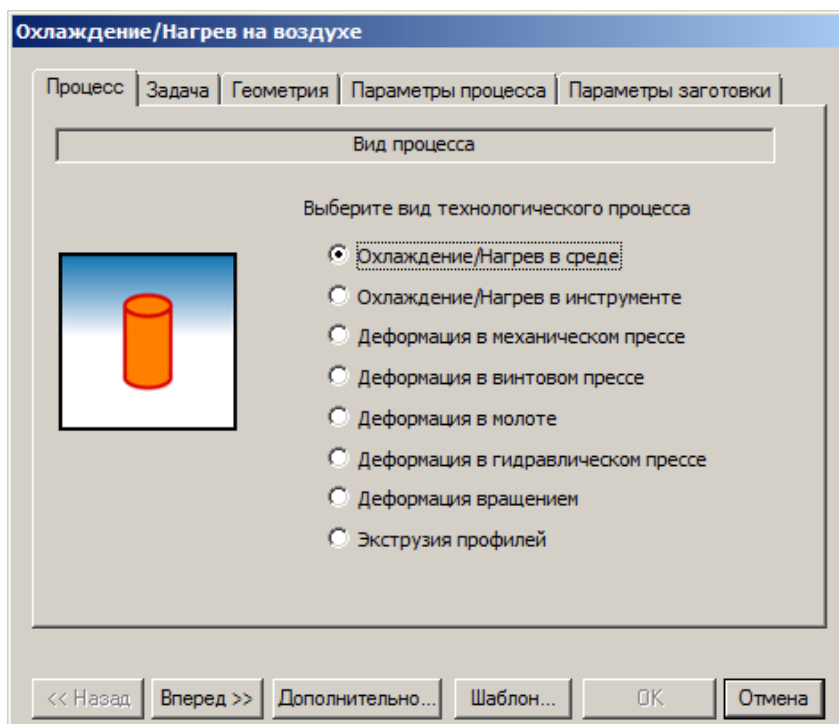 Охлаждение/Нагрев на воздухе
Процесс Задача Геометрия Параметры процесса Параметры заготовки
Вид процесса
Выберите вид технологического процесса
Охлаждение/Нагрев в среде
Охлаждение/Нагрев в инструменте
Деформация в механическом прессе
Деформация в винтовом прессе
Деформация в молоте
Деформация в гидравлическом прессе
Деформация вращением
Экструзия профилей
<< Назад Вперед >> Дополнительно... Шаблон... OK Отмена